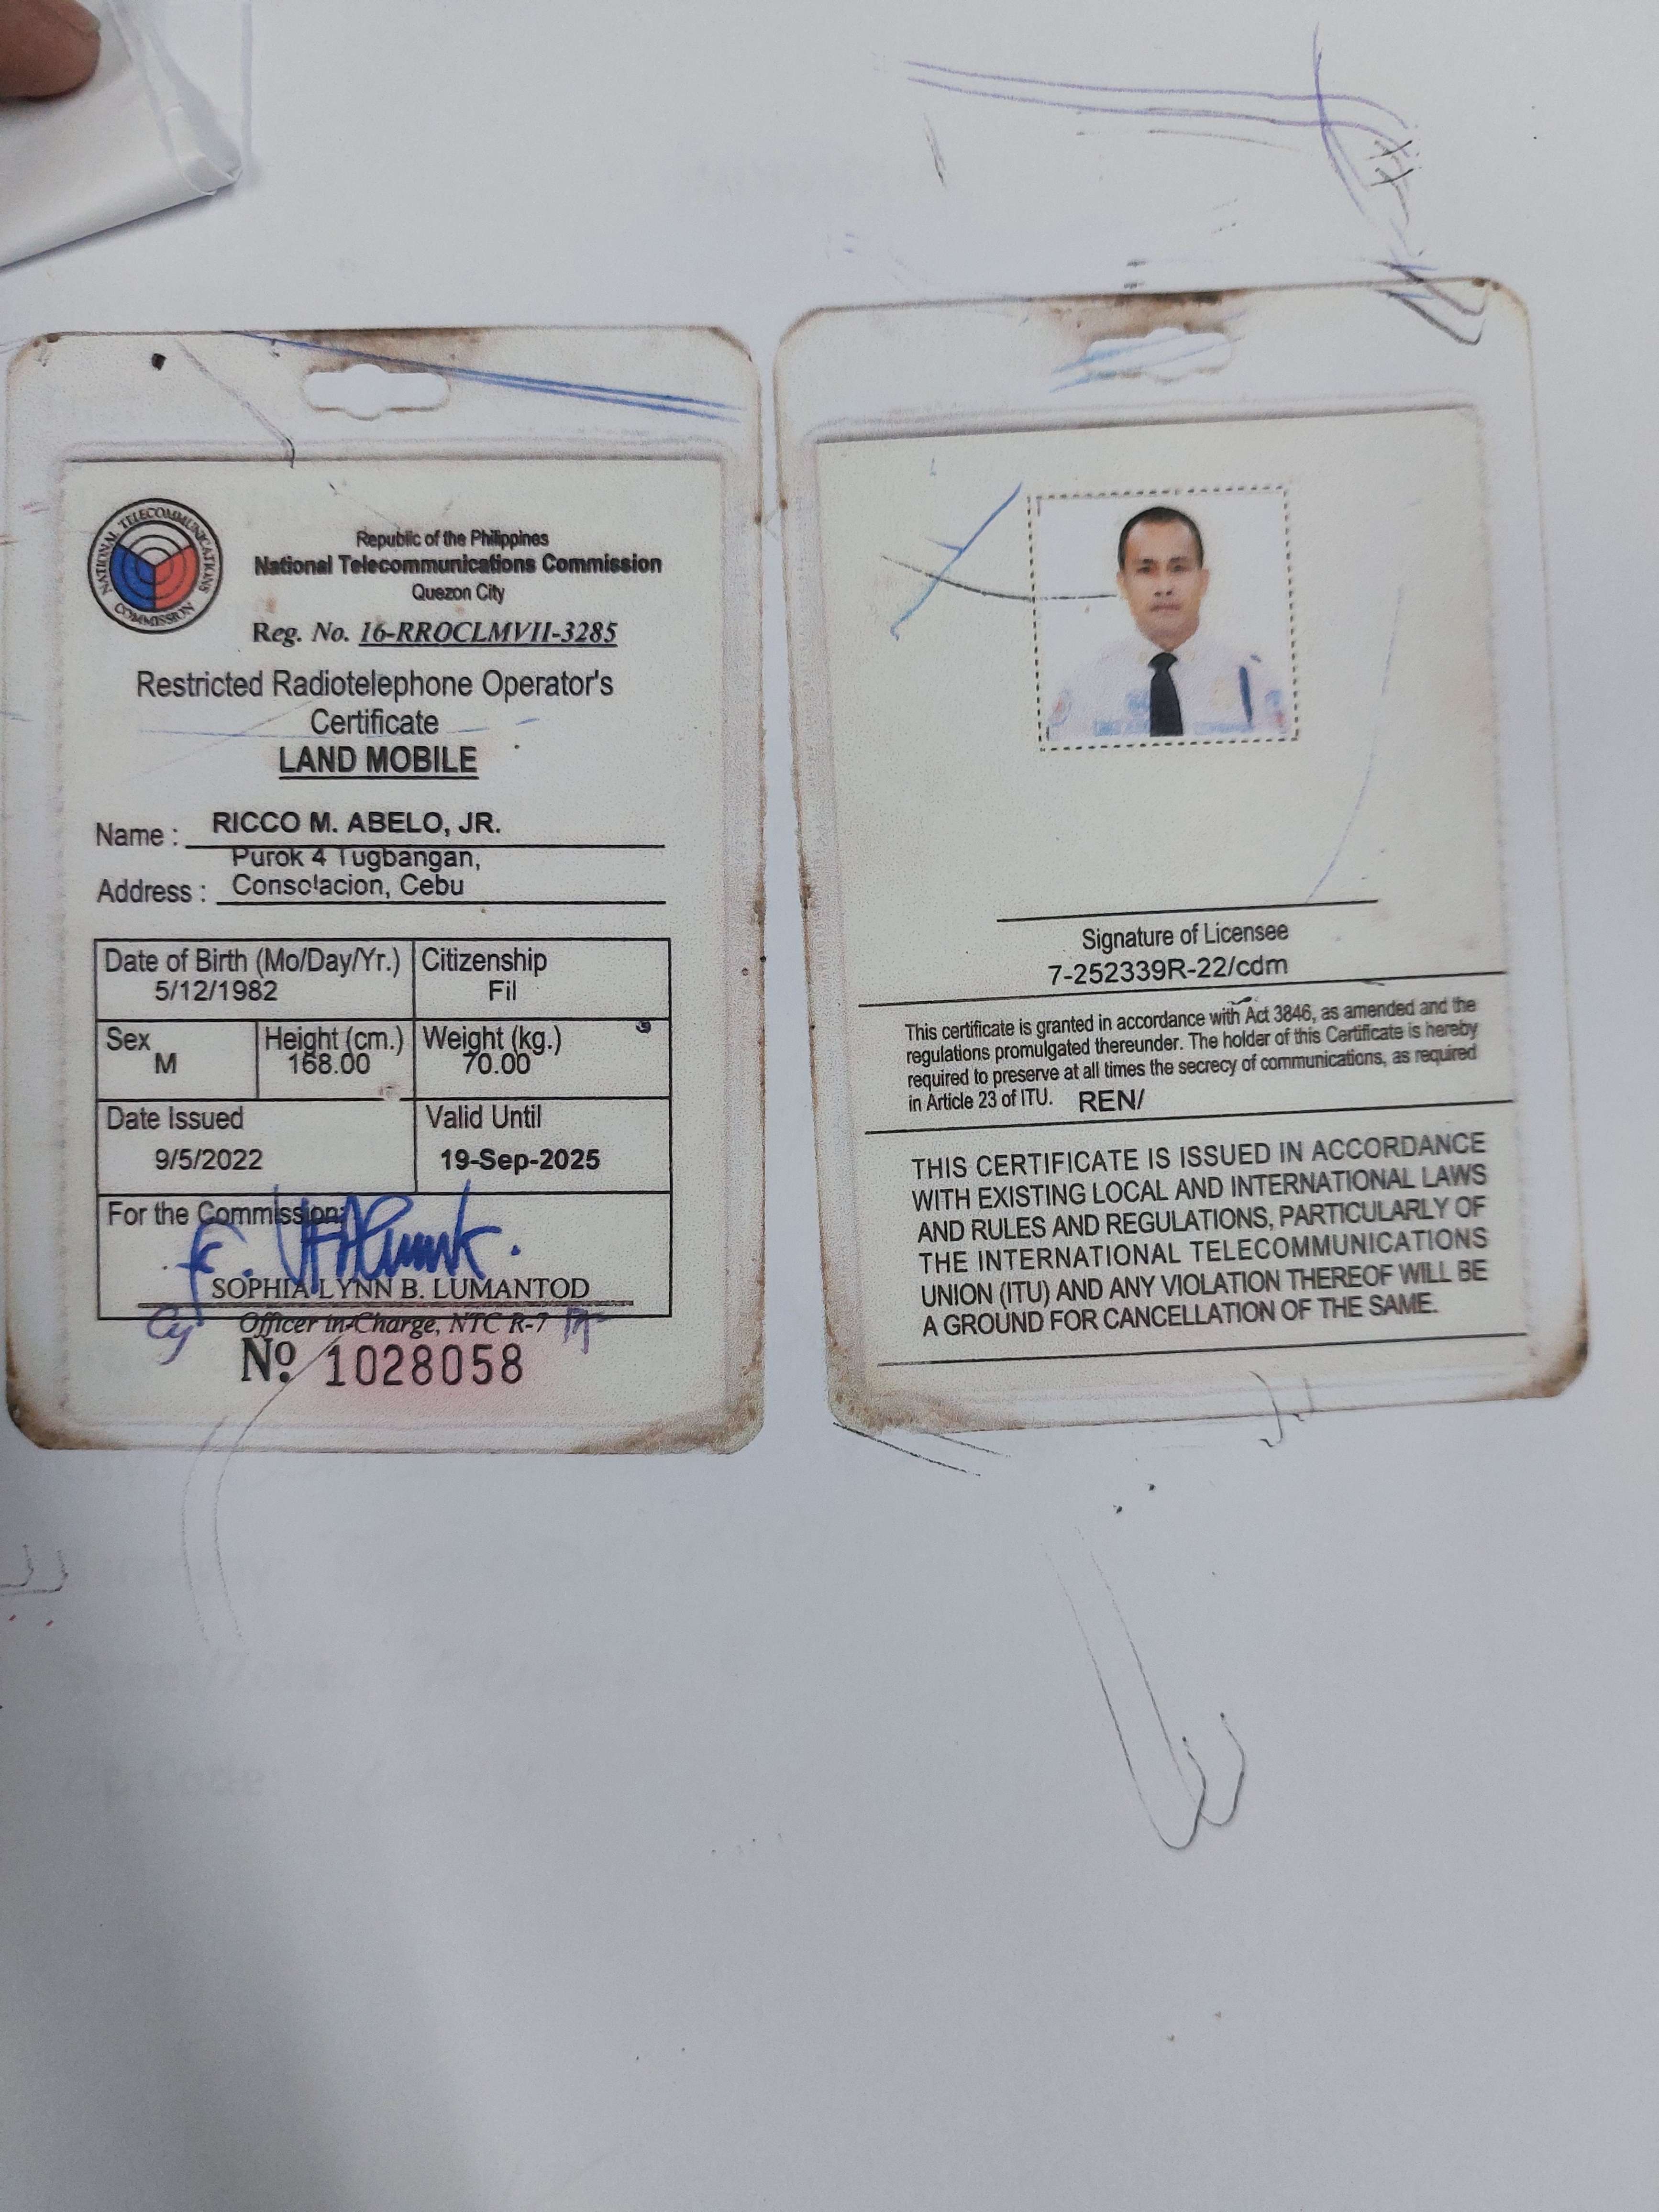 NATIONAL TELECOMMUNICATIONS COMMISSION
Republic of the Philippines
National Telecommunications Commission
Quezon City
Reg. No. 16-RROCLMVII-3285
Restricted Radiotelephone Operator's
Certificate
LAND MOBILE
Name : RICCO M. ABELO, JR.
Purok 4 Tugbangan,
Address : Consolacion, Cebu
Date of Birth (Mo/Day/Yr.) Citizenship
5/12/1982 Fil
Sex Height (cm.) Weight (kg.)
M 168.00 70.00
Date Issued Valid Until
9/5/2022 19-Sep-2025
For the Commission:
SOPHIA LYNN B. LUMANTOD
Officer in-Charge, NTC R-7
No 1028058
Signature of Licensee
7-252339R-22/cdm
This certificate is granted in accordance with Act 3846, as amended and the
regulations promulgated thereunder. The holder of this Certificate is hereby
required to preserve at all times the secrecy of communications, as required
in Article 23 of ITU. REN/
THIS CERTIFICATE IS ISSUED IN ACCORDANCE
WITH EXISTING LOCAL AND INTERNATIONAL LAWS
AND RULES AND REGULATIONS, PARTICULARLY OF
THE INTERNATIONAL TELECOMMUNICATIONS
UNION (ITU) AND ANY VIOLATION THEREOF WILL BE
A GROUND FOR CANCELLATION OF THE SAME.